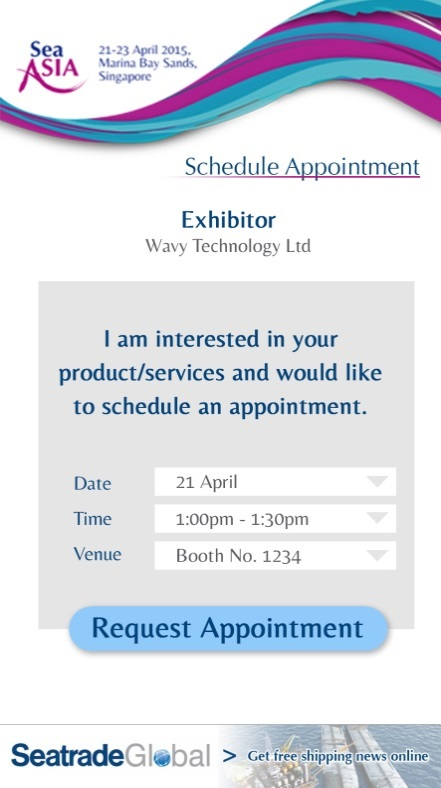 Sea
ASIA
21-23 April 2015,
Marina Bay Sands,
Singapore
Schedule Appointment
Exhibitor
Wavy Technology Ltd
I am interested in your
product/services and would like
to schedule an appointment.
Date 21 April
Time 1:00pm - 1:30pm
Venue Booth No. 1234
Request Appointment
SeatradeGlobal > Get free shipping news online